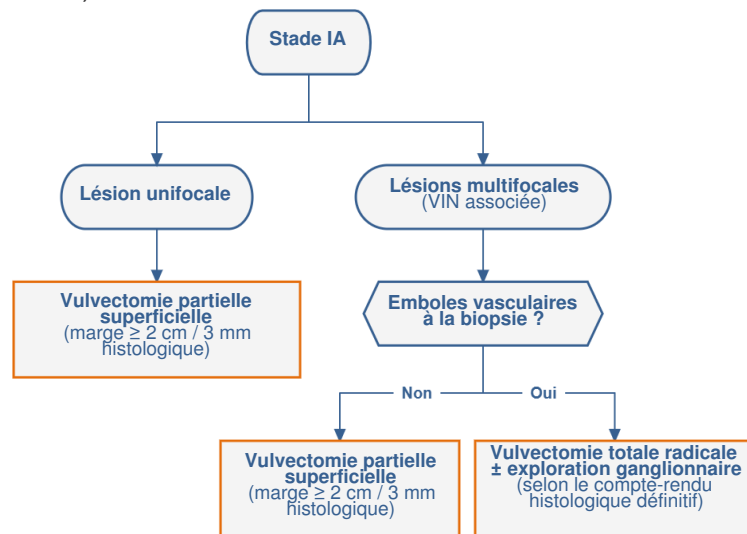 Stade IA
Lésion unifocale
Lésions multifocales
(VIN associée)
Vulvectomie partielle
superficielle
(marge ≥ 2 cm / 3 mm
histologique)
Emboles vasculaires
à la biopsie ?
Non
Oui
Vulvectomie partielle
superficielle
(marge ≥ 2 cm / 3 mm
histologique)
Vulvectomie totale radicale
± exploration ganglionnaire
(selon le compte-rendu
histologique définitif)